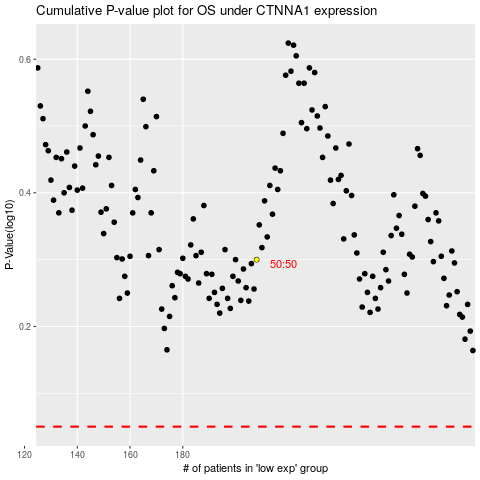 Cumulative P-value plot for OS under CTNNA1 expression
P-Value(log10)
0.6
0.4
0.2
50:50
120 140 160 180
# of patients in 'low exp' group